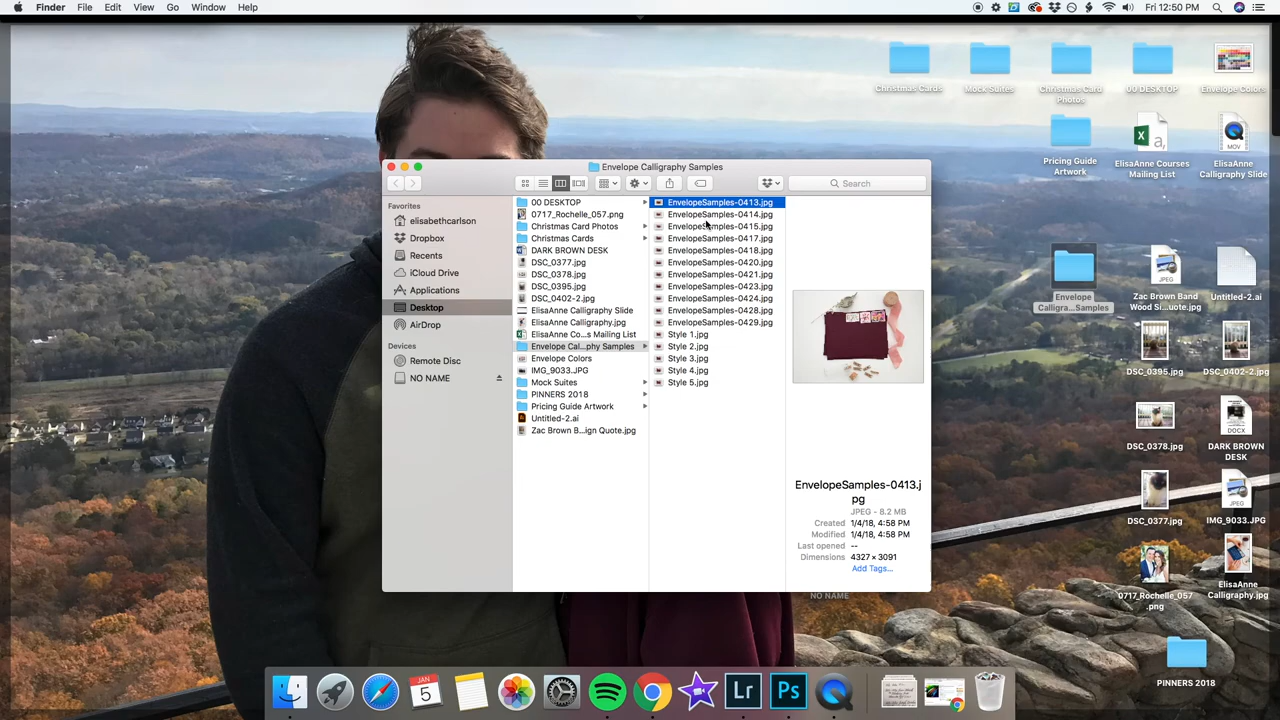 Finder File Edit View Go Window Help
Fri 12:50 PM
Christmas Cards
Mock Suites
Christmas Card
Photos
00 DESKTOP
Envelope Colors
Pricing Guide
Artwork
ElisaAnne Courses
Mailing List
MOV
ElisaAnne
Calligraphy Slide
Envelope Calligraphy Samples
Search
Favorites
elisabethcarlson
Dropbox
Recents
iCloud Drive
Applications
Desktop
AirDrop
Devices
Remote Disc
NO NAME
00 DESKTOP
0717_Rochelle_057.png
Christmas Card Photos
Christmas Cards
DARK BROWN DESK
DSC_0377.jpg
DSC_0378.jpg
DSC_0395.jpg
DSC_0402-2.jpg
ElisaAnne Calligraphy Slide
ElisaAnne Calligraphy.jpg
ElisaAnne Co...s Mailing List
Envelope Cal...phy Samples
Envelope Colors
IMG_9033.JPG
Mock Suites
PINNERS 2018
Pricing Guide Artwork
Untitled-2.ai
Zac Brown B...ign Quote.jpg
EnvelopeSamples-0413.jpg
EnvelopeSamples-0414.jpg
EnvelopeSamples-0415.jpg
EnvelopeSamples-0417.jpg
EnvelopeSamples-0418.jpg
EnvelopeSamples-0420.jpg
EnvelopeSamples-0421.jpg
EnvelopeSamples-0423.jpg
EnvelopeSamples-0424.jpg
EnvelopeSamples-0428.jpg
EnvelopeSamples-0429.jpg
Style 1.jpg
Style 2.jpg
Style 3.jpg
Style 4.jpg
Style 5.jpg
EnvelopeSamples-0413.j
pg
JPEG - 8.2 MB
Created 1/4/18, 4:58 PM
Modified 1/4/18, 4:58 PM
Last opened --
Dimensions 4327 × 3091
Add Tags...
NO NAME
Envelope
Calligra...Samples
JPEG
Zac Brown Band
Wood Si...uote.jpg
Untitled-2.ai
DSC_0395.jpg
DSC_0402-2.jpg
DSC_0378.jpg
DOCX
DARK BROWN
DESK
DSC_0377.jpg
JPEG
IMG_9033.JPG
0717_Rochelle_057
.png
ElisaAnne
Calligraphy.jpg
PINNERS 2018
JAN
5
Lr
Ps